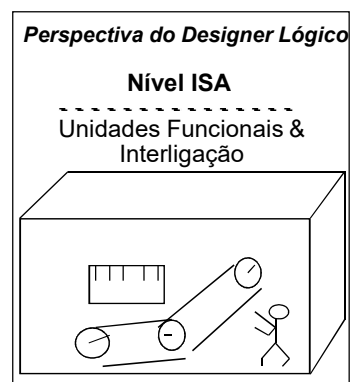 Perspectiva do Designer Lógico
Nível ISA
Unidades Funcionais &
Interligação